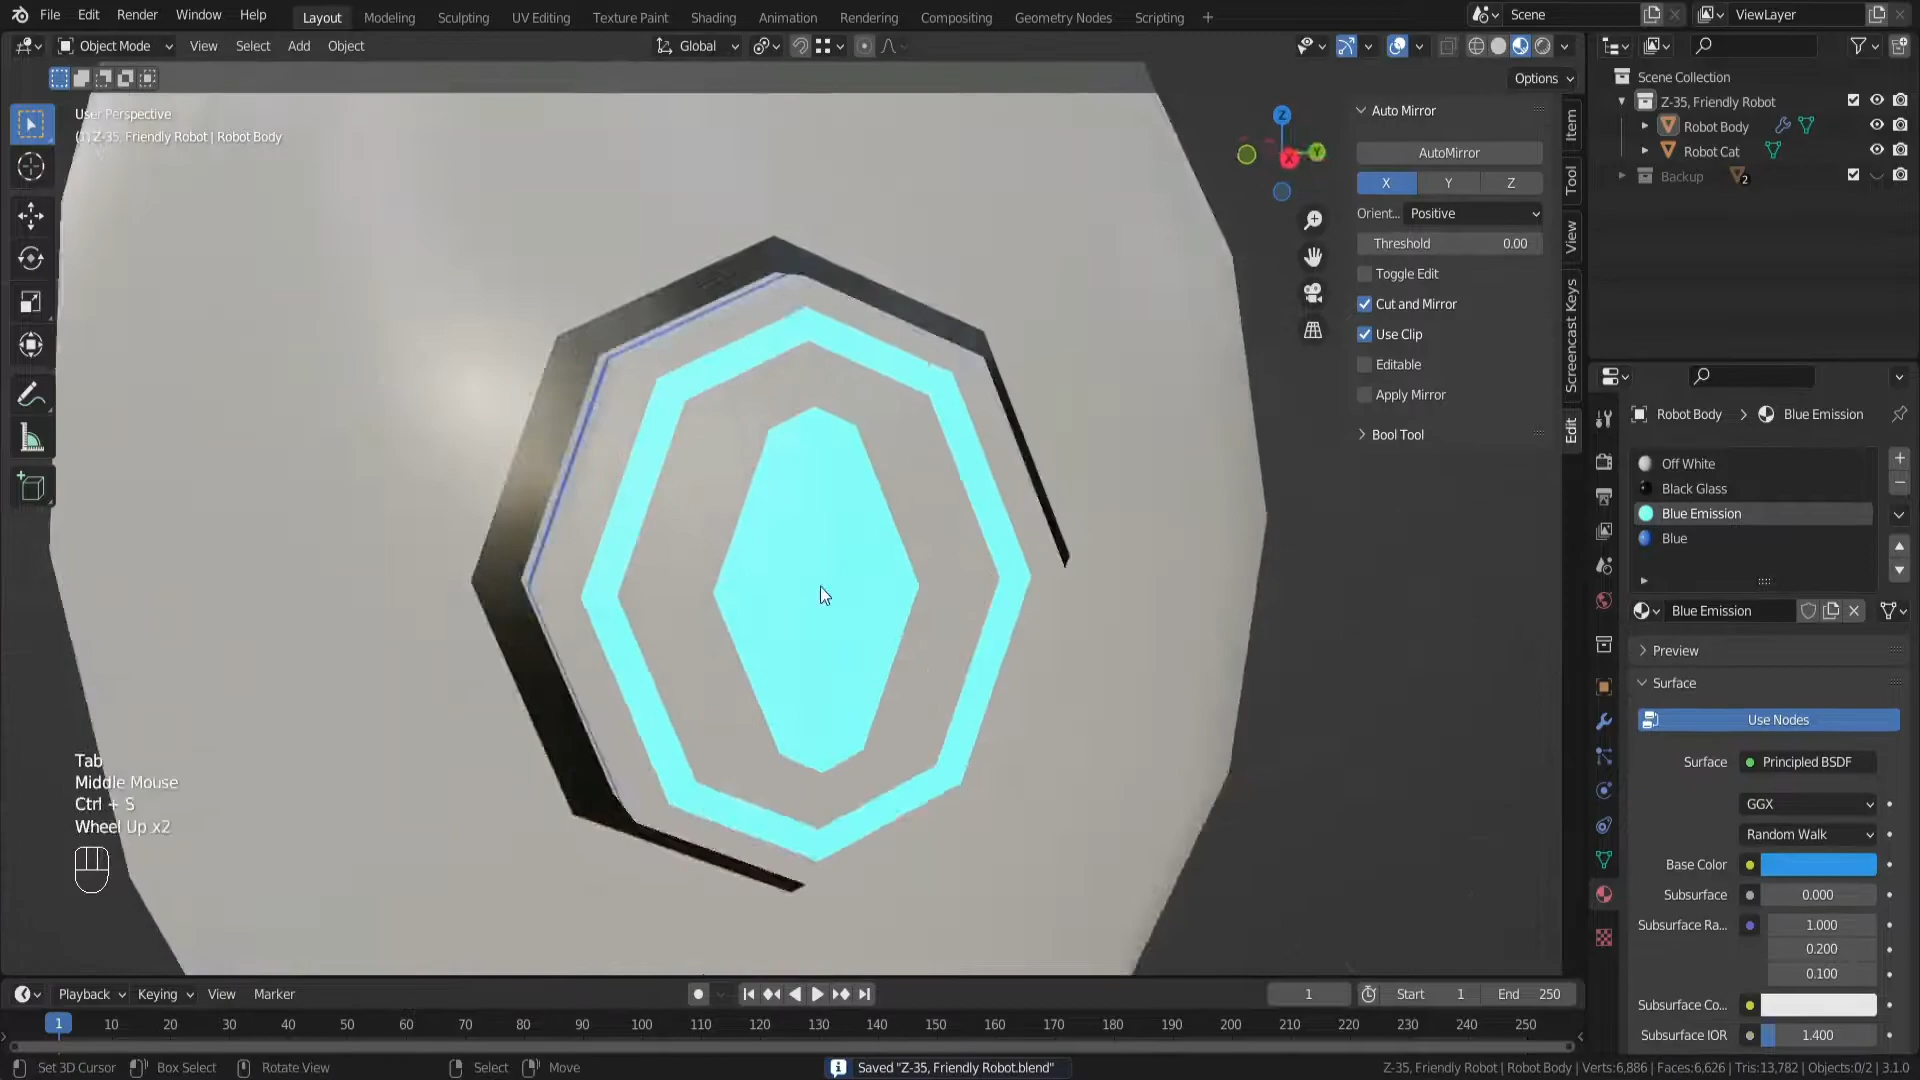 File Edit Render Window Help Layout Modeling Sculpting UV Editing Texture Paint Shading Animation Rendering Compositing Geometry Nodes Scripting + Scene ViewLayer
Object Mode View Select Add Object Global
Options
User Perspective
(1) Z-35, Friendly Robot | Robot Body
Z
X
Y
Auto Mirror
AutoMirror
X Y Z
Orient... Positive
Threshold 0.00
Toggle Edit
Cut and Mirror
Use Clip
Editable
Apply Mirror
Bool Tool
Item
Tool
View
Screencast Keys
Edit
Scene Collection
Z-35, Friendly Robot
Robot Body
Robot Cat
Backup 2
Robot Body > Blue Emission
Off White
Black Glass
Blue Emission
Blue
Blue Emission
Preview
Surface
Use Nodes
Surface Principled BSDF
GGX
Random Walk
Base Color
Subsurface 0.000
Subsurface Ra... 1.000
0.200
0.100
Subsurface Co...
Subsurface IOR 1.400
Tab
Middle Mouse
Ctrl + S
Wheel Up x2
Playback Keying View Marker 1 Start 1 End 250
1 10 20 30 40 50 60 70 80 90 100 110 120 130 140 150 160 170 180 190 200 210 220 230 240 250
Set 3D Cursor Box Select Rotate View Select Move Saved "Z-35, Friendly Robot.blend" Z-35, Friendly Robot | Robot Body | Verts:6,886 | Faces:6,626 | Tris:13,782 | Objects:0/2 | 3.1.0